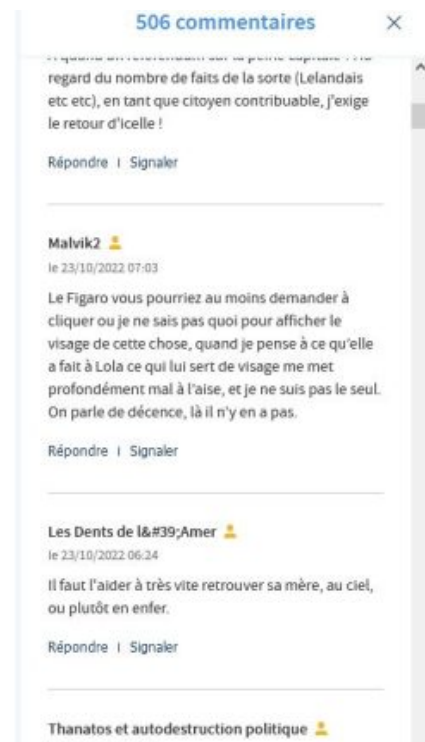 506 commentaires
regard du nombre de faits de la sorte (Lelandais
etc etc), en tant que citoyen contribuable, j'exige
le retour d'icelle !
Répondre | Signaler
Malvik2
le 23/10/2022 07:03
Le Figaro vous pourriez au moins demander à
cliquer ou je ne sais pas quoi pour afficher le
visage de cette chose, quand je pense à ce qu'elle
a fait à Lola ce qui lui sert de visage me met
profondément mal à l'aise, et je ne suis pas le seul.
On parle de décence, là il n'y en a pas.
Répondre | Signaler
Les Dents de l&#39;Amer
le 23/10/2022 06:24
Il faut l'aider à très vite retrouver sa mère, au ciel,
ou plutôt en enfer.
Répondre | Signaler
Thanatos et autodestruction politique